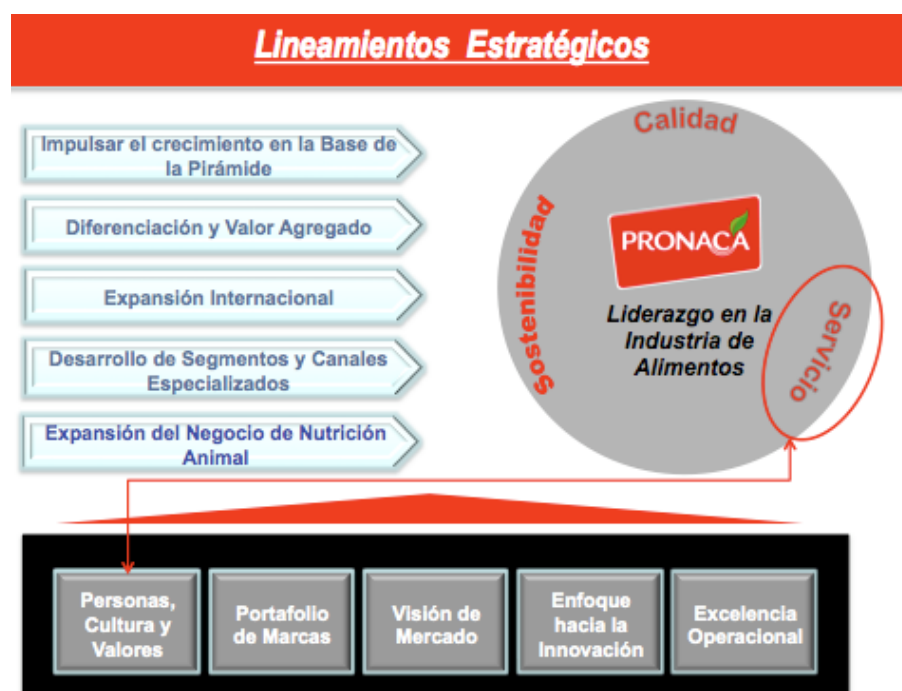 Lineamientos Estratégicos
Impulsar el crecimiento en la Base de
la Pirámide
Diferenciación y Valor Agregado
Expansión Internacional
Desarrollo de Segmentos y Canales
Especializados
Expansión del Negocio de Nutrición
Animal
Calidad
Sostenibilidad
PRONACA
Liderazgo en la
Industria de
Alimentos
Servicio
Personas,
Cultura y
Valores
Portafolio
de Marcas
Visión de
Mercado
Enfoque
hacia la
Innovación
Excelencia
Operacional